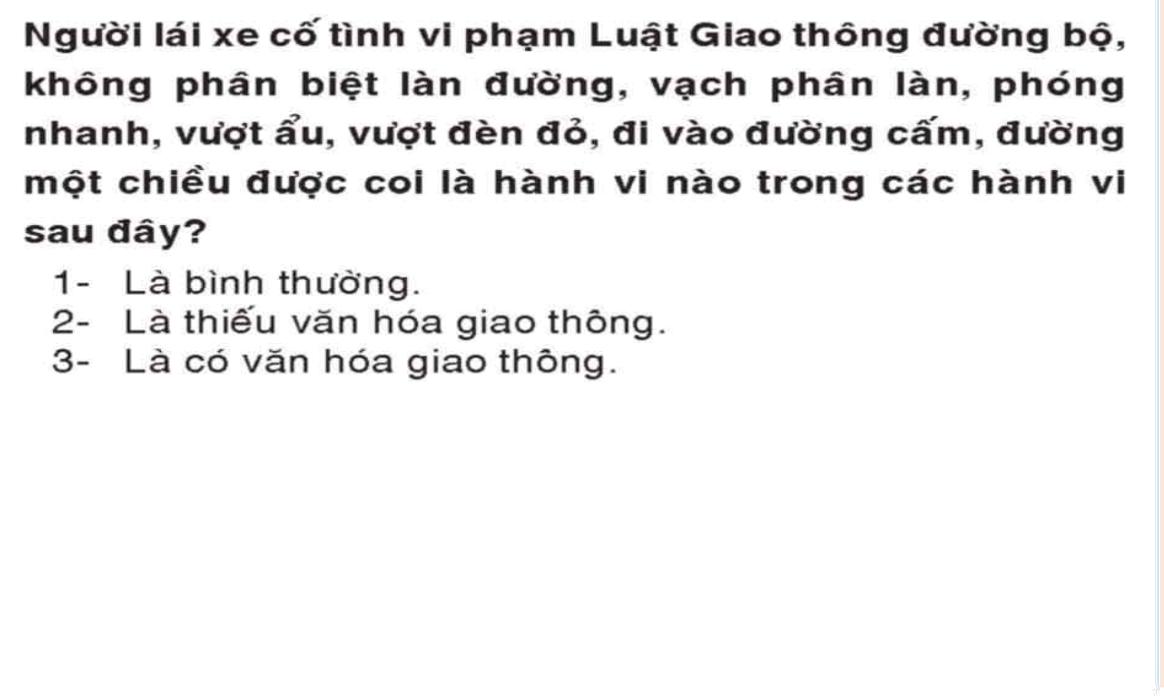 Người lái xe cố tình vi phạm Luật Giao thông đường bộ,
không phân biệt làn đường, vạch phân làn, phóng
nhanh, vượt ẩu, vượt đèn đỏ, đi vào đường cấm, đường
một chiều được coi là hành vi nào trong các hành vi
sau đây?
1- Là bình thường.
2- Là thiếu văn hóa giao thông.
3- Là có văn hóa giao thông.